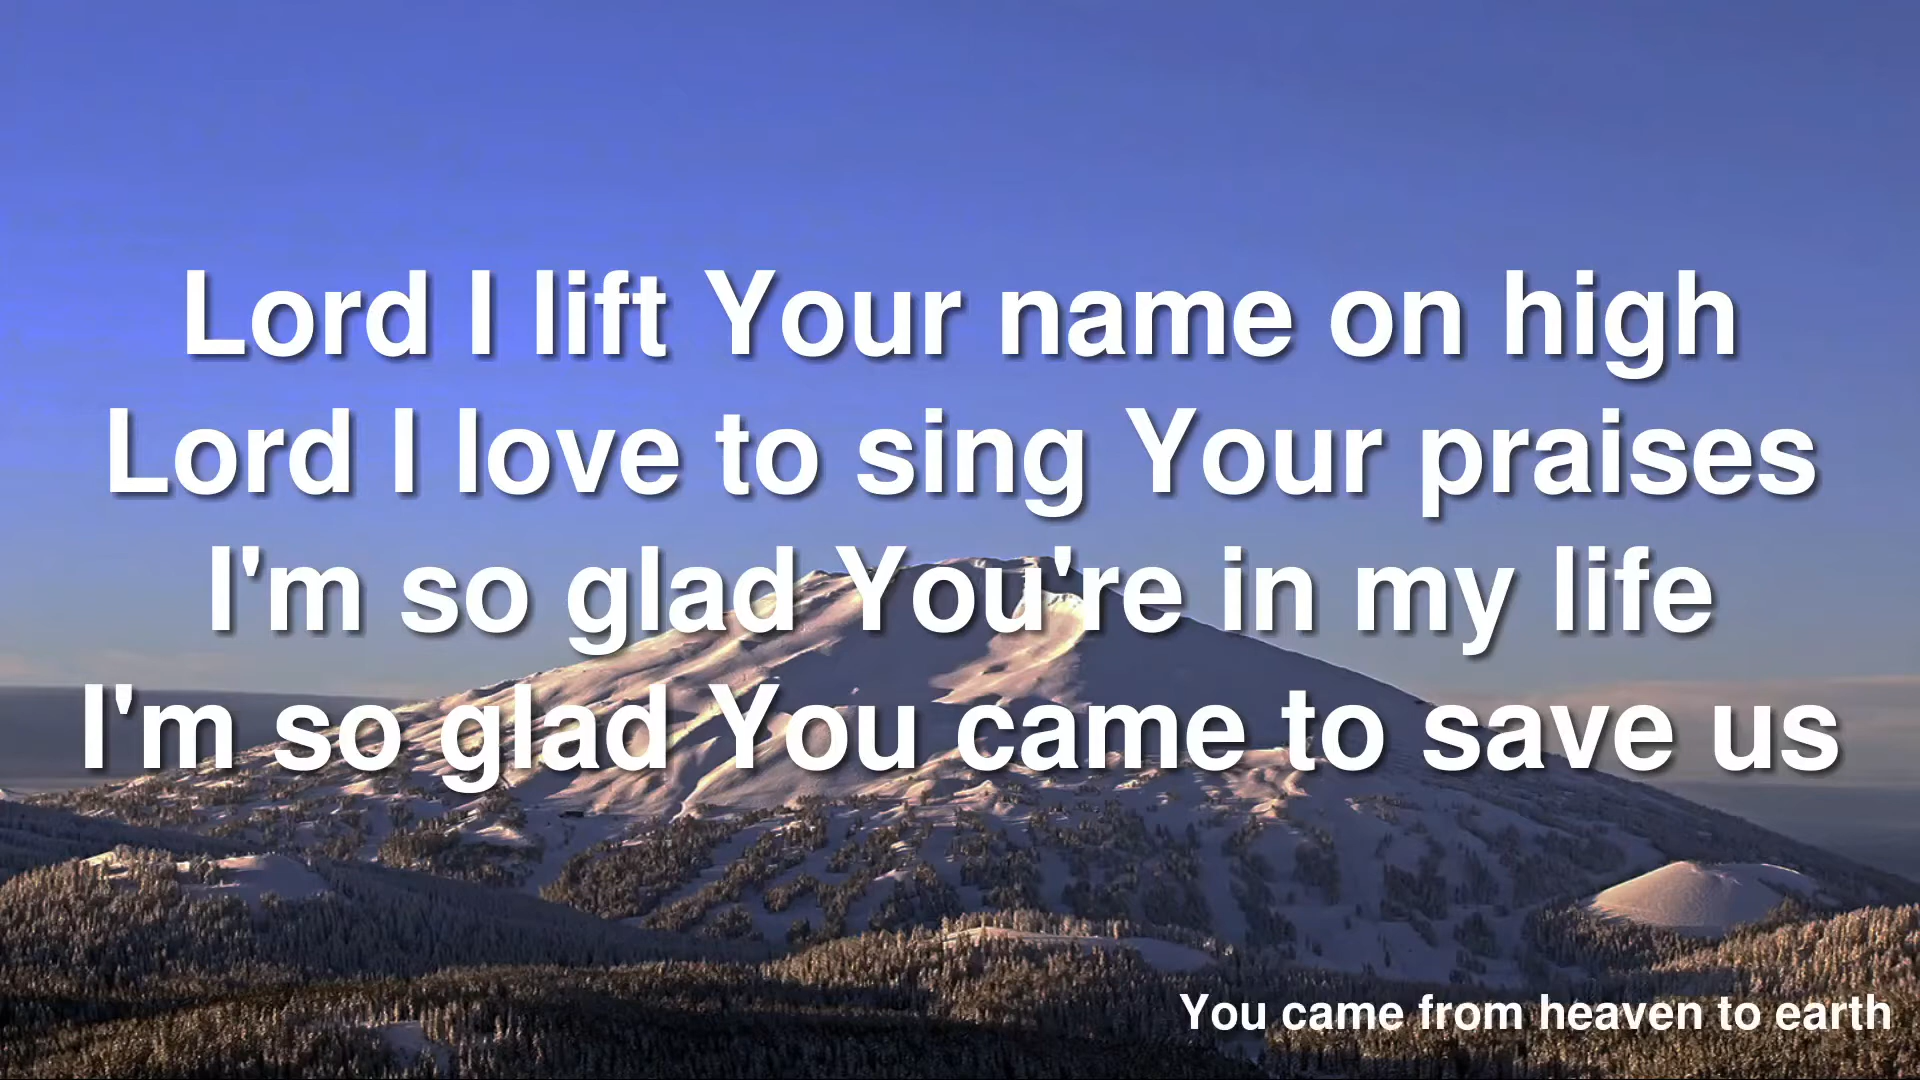 Lord I lift Your name on high
Lord I love to sing Your praises
I'm so glad You're in my life
I'm so glad You came to save us
You came from heaven to earth